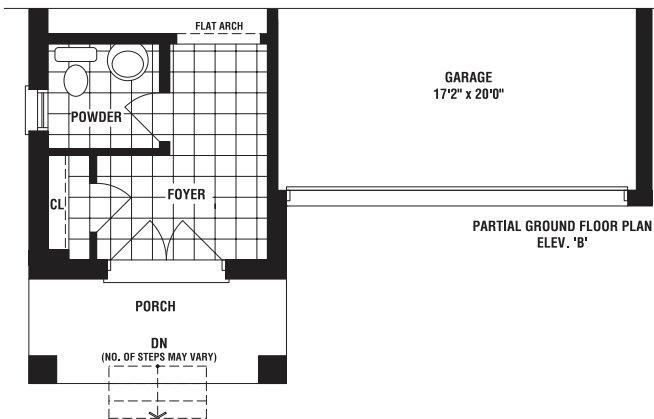 FLAT ARCH
GARAGE
17'2" x 20'0"
POWDER
FOYER
CL
PARTIAL GROUND FLOOR PLAN
ELEV. 'B'
PORCH
DN
(NO. OF STEPS MAY VARY)